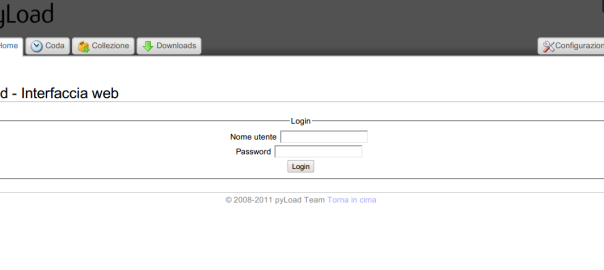 yLoad
Home Coda Collezione Downloads Configurazion
d - Interfaccia web
Login
Nome utente
Password
Login
© 2008-2011 pyLoad Team Torna in cima